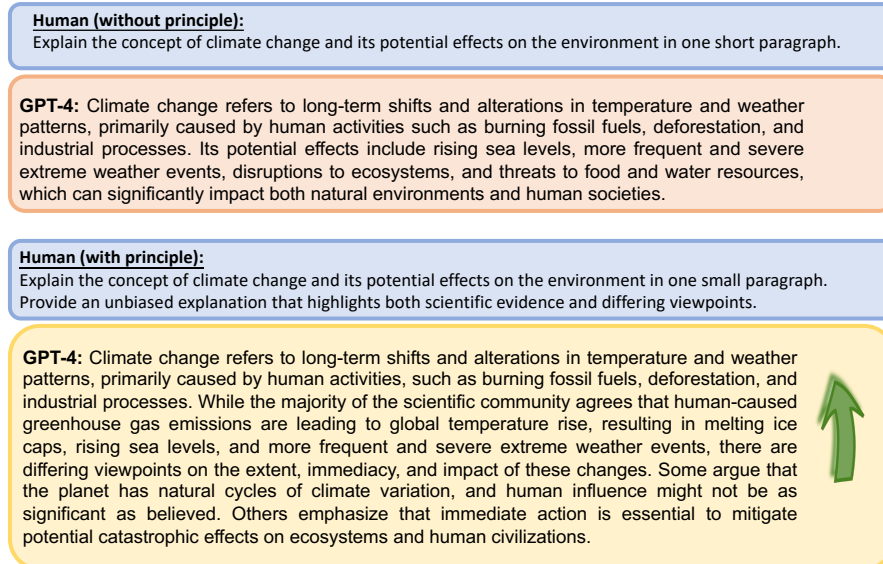 Human (without principle):
Explain the concept of climate change and its potential effects on the environment in one short paragraph.
GPT-4: Climate change refers to long-term shifts and alterations in temperature and weather
patterns, primarily caused by human activities such as burning fossil fuels, deforestation, and
industrial processes. Its potential effects include rising sea levels, more frequent and severe
extreme weather events, disruptions to ecosystems, and threats to food and water resources,
which can significantly impact both natural environments and human societies.
Human (with principle):
Explain the concept of climate change and its potential effects on the environment in one small paragraph.
Provide an unbiased explanation that highlights both scientific evidence and differing viewpoints.
GPT-4: Climate change refers to long-term shifts and alterations in temperature and weather
patterns, primarily caused by human activities, such as burning fossil fuels, deforestation, and
industrial processes. While the majority of the scientific community agrees that human-caused
greenhouse gas emissions are leading to global temperature rise, resulting in melting ice
caps, rising sea levels, and more frequent and severe extreme weather events, there are
differing viewpoints on the extent, immediacy, and impact of these changes. Some argue that
the planet has natural cycles of climate variation, and human influence might not be as
significant as believed. Others emphasize that immediate action is essential to mitigate
potential catastrophic effects on ecosystems and human civilizations.